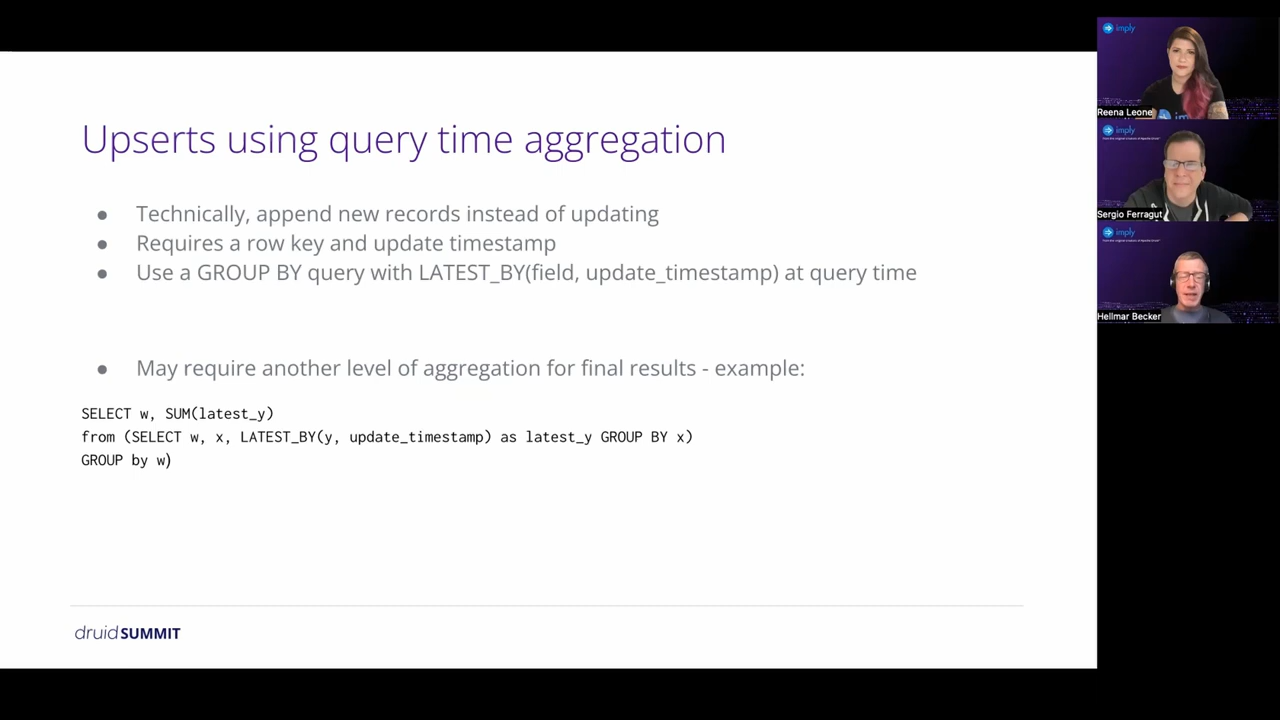 Upserts using query time aggregation
● Technically, append new records instead of updating
● Requires a row key and update timestamp
● Use a GROUP BY query with LATEST_BY(field, update_timestamp) at query time
● May require another level of aggregation for final results - example:
SELECT w, SUM(latest_y)
from (SELECT w, x, LATEST_BY(y, update_timestamp) as latest_y GROUP BY x)
GROUP by w)
druid SUMMIT
imply
Reena Leone
imply
Sergio Ferragut
imply
Hellmar Becker